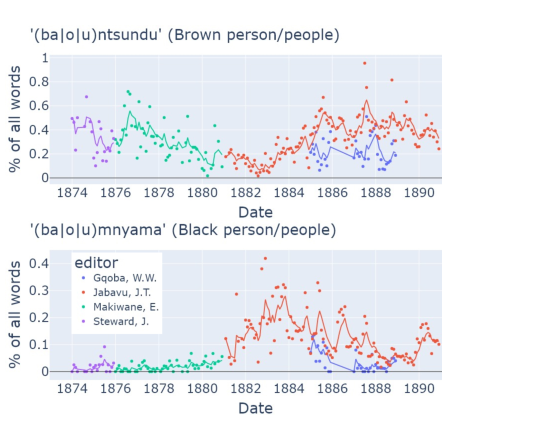 '(ba|o|u)ntsundu' (Brown person/people)
% of all words
1
0.8
0.6
0.4
0.2
0
1874 1876 1878 1880 1882 1884 1886 1888 1890
Date
'(ba|o|u)mnyama' (Black person/people)
% of all words
0.4
0.3
0.2
0.1
0
editor
Gqoba, W.W.
Jabavu, J.T.
Makiwane, E.
Steward, J.
1874 1876 1878 1880 1882 1884 1886 1888 1890
Date